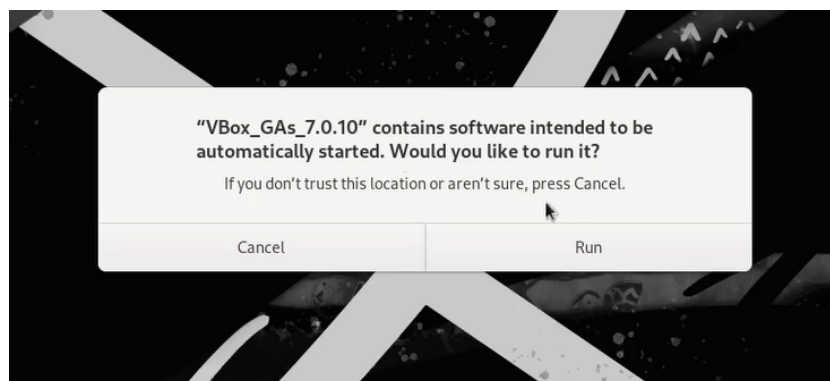 “VBox_GAs_7.0.10” contains software intended to be
automatically started. Would you like to run it?
If you don’t trust this location or aren’t sure, press Cancel.
Cancel
Run